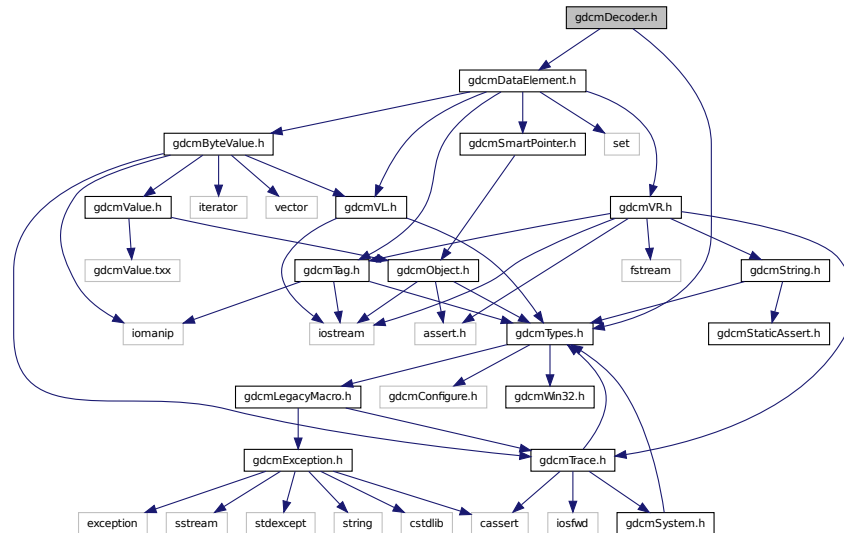 gdcmDecoder.h
gdcmDataElement.h
gdcmByteValue.h
gdcmSmartPointer.h
set
gdcmValue.h
iterator
vector
gdcmVL.h
gdcmVR.h
gdcmValue.txx
gdcmTag.h
gdcmObject.h
fstream
gdcmString.h
iomanip
iostream
assert.h
gdcmTypes.h
gdcmStaticAssert.h
gdcmLegacyMacro.h
gdcmConfigure.h
gdcmWin32.h
gdcmException.h
gdcmTrace.h
exception
sstream
stdexcept
string
cstdlib
cassert
iosfwd
gdcmSystem.h